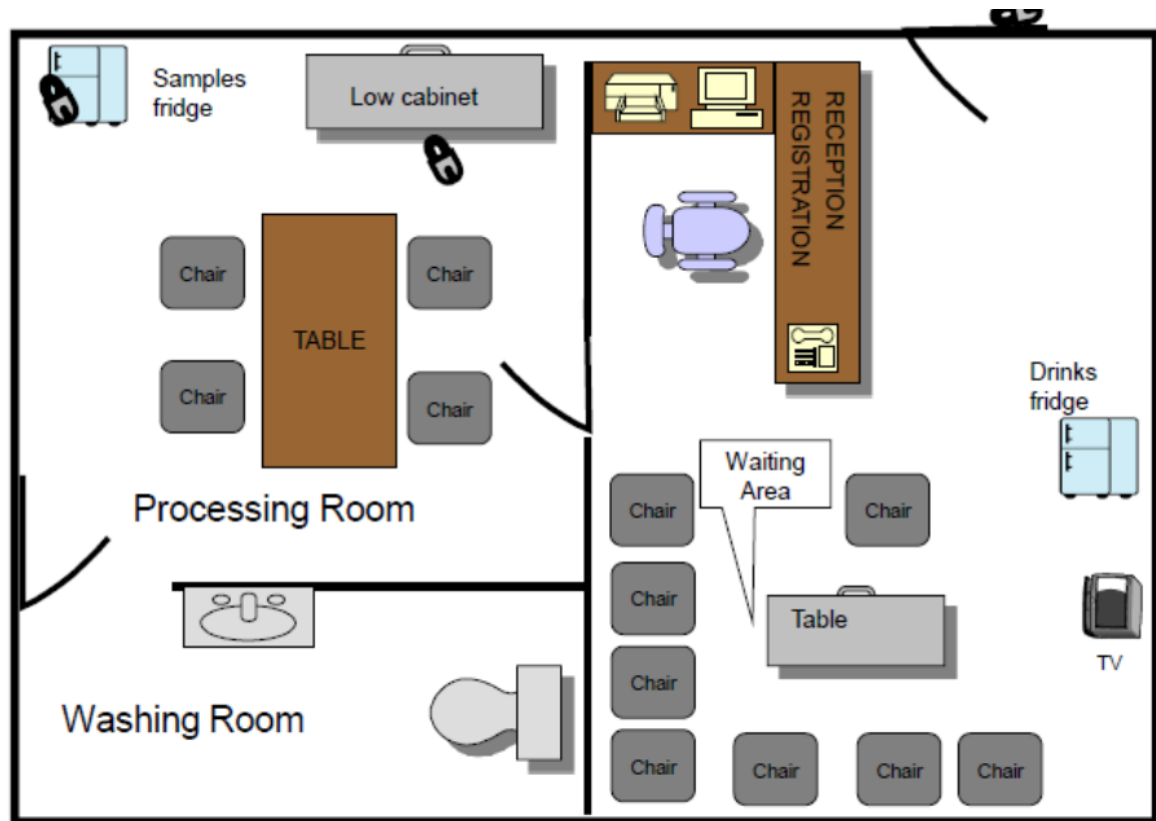 Samples
fridge
Low cabinet
RECEPTION
REGISTRATION
Chair
Chair
TABLE
Chair
Chair
Drinks
fridge
Waiting
Area
Processing Room
Chair
Chair
Chair
Table
Chair
TV
Washing Room
Chair
Chair
Chair
Chair